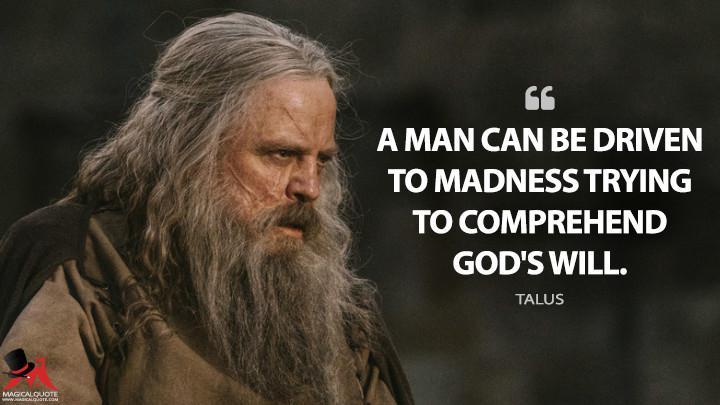 A MAN CAN BE DRIVEN
TO MADNESS TRYING
TO COMPREHEND
GOD'S WILL.
TALUS
MAGICALQUOTE
WWW.MAGICALQUOTE.COM